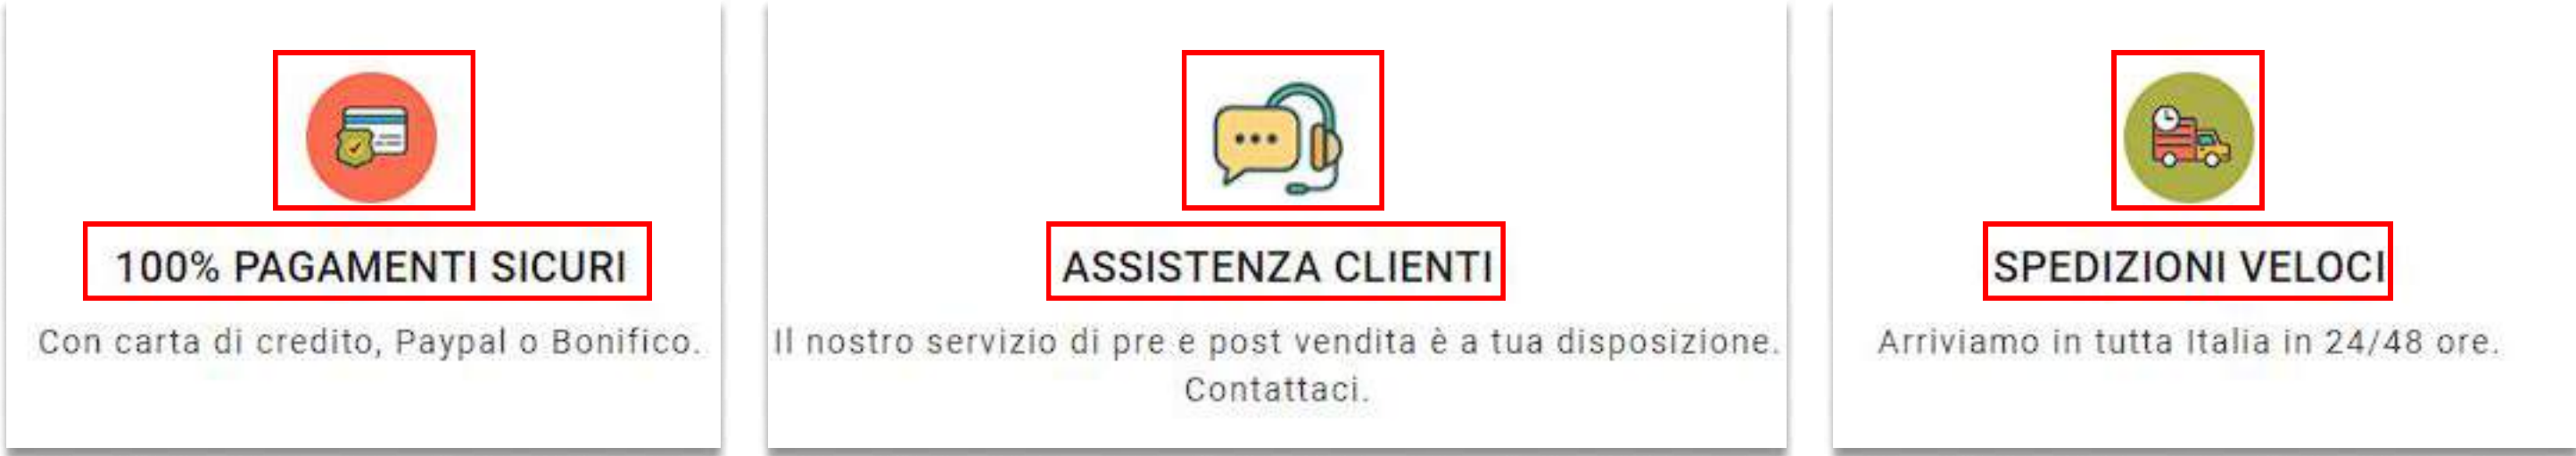 100% PAGAMENTI SICURI
Con carta di credito, Paypal o Bonifico.
ASSISTENZA CLIENTI
Il nostro servizio di pre e post vendita è a tua disposizione.
Contattaci.
SPEDIZIONI VELOCI
Arriviamo in tutta Italia in 24/48 ore.